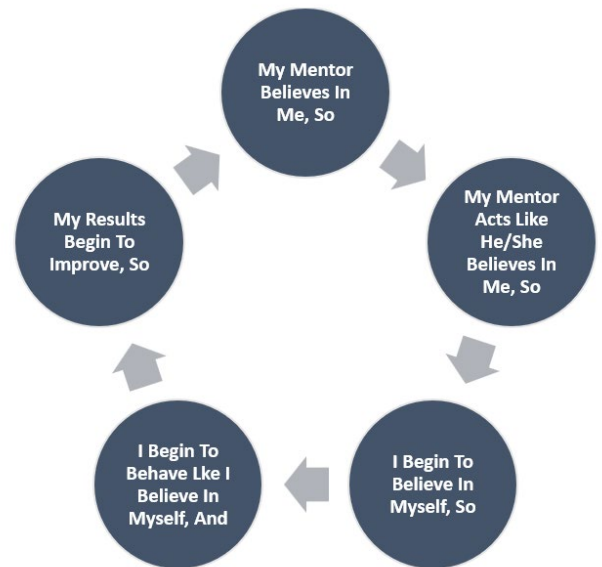 My Mentor
Believes In
Me, So
My Mentor
Acts Like
He/She
Believes In
Me, So
I Begin To
Believe In
Myself, So
I Begin To
Behave Lke I
Believe In
Myself, And
My Results
Begin To
Improve, So